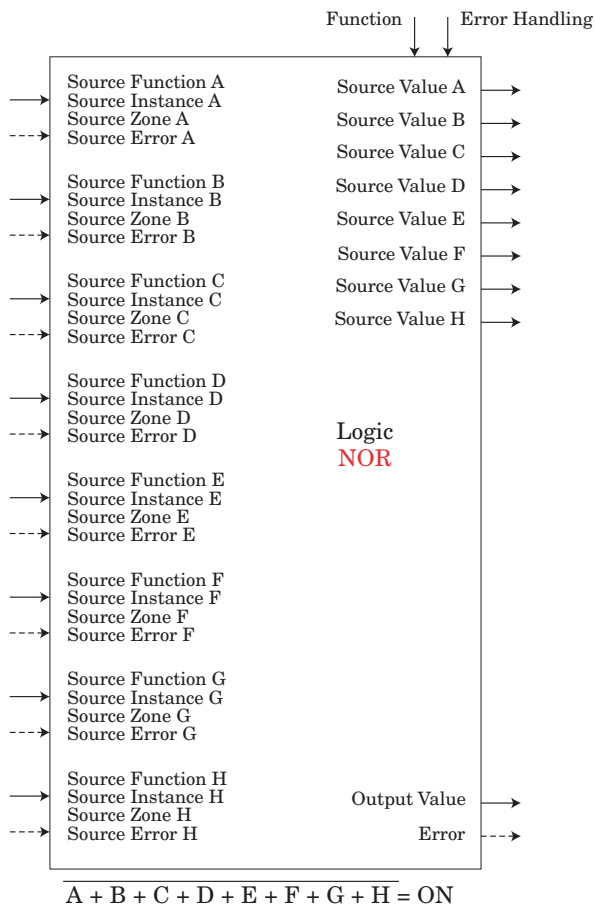 Function
Error Handling
Source Function A
Source Instance A
Source Zone A
Source Error A
Source Function B
Source Instance B
Source Zone B
Source Error B
Source Function C
Source Instance C
Source Zone C
Source Error C
Source Function D
Source Instance D
Source Zone D
Source Error D
Source Function E
Source Instance E
Source Zone E
Source Error E
Source Function F
Source Instance F
Source Zone F
Source Error F
Source Function G
Source Instance G
Source Zone G
Source Error G
Source Function H
Source Instance H
Source Zone H
Source Error H
Source Value A
Source Value B
Source Value C
Source Value D
Source Value E
Source Value F
Source Value G
Source Value H
Logic
NOR
Output Value
Error
A + B + C + D + E + F + G + H = ON